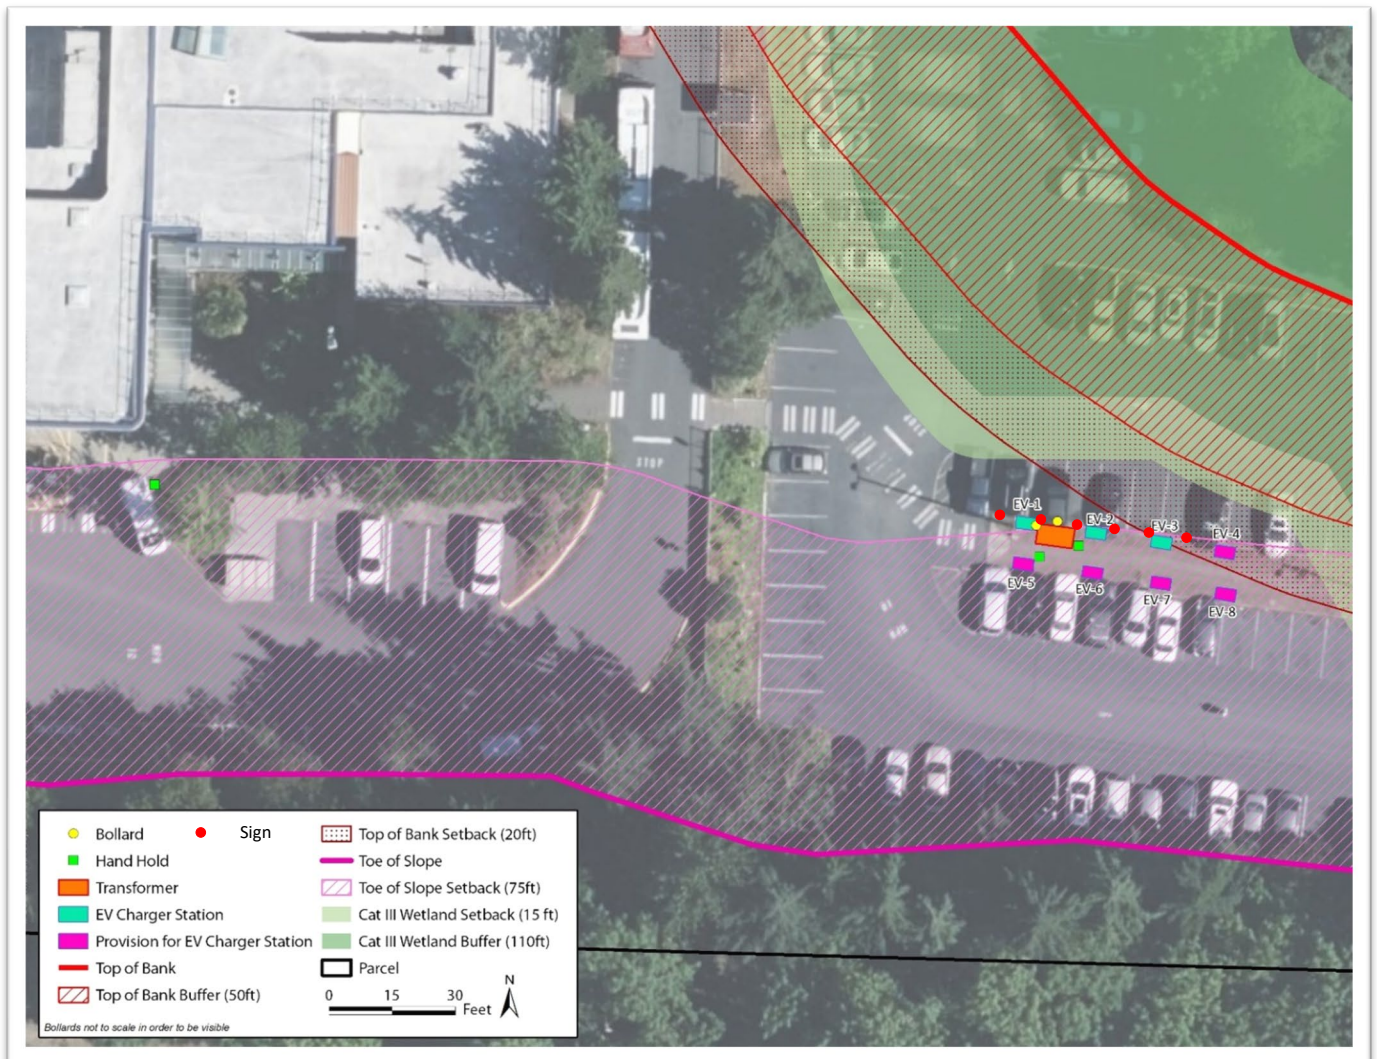 STOP
STOP
EV-1
EV-2
EV-3
EV-4
EV-5
EV-6
EV-7
EV-8
Bollard
Sign
Hand Hold
Transformer
EV Charger Station
Provision for EV Charger Station
Top of Bank
Top of Bank Buffer (50ft)
Top of Bank Setback (20ft)
Toe of Slope
Toe of Slope Setback (75ft)
Cat III Wetland Setback (15 ft)
Cat III Wetland Buffer (110ft)
Parcel
N
0 15 30
Feet
Bollards not to scale in order to be visible